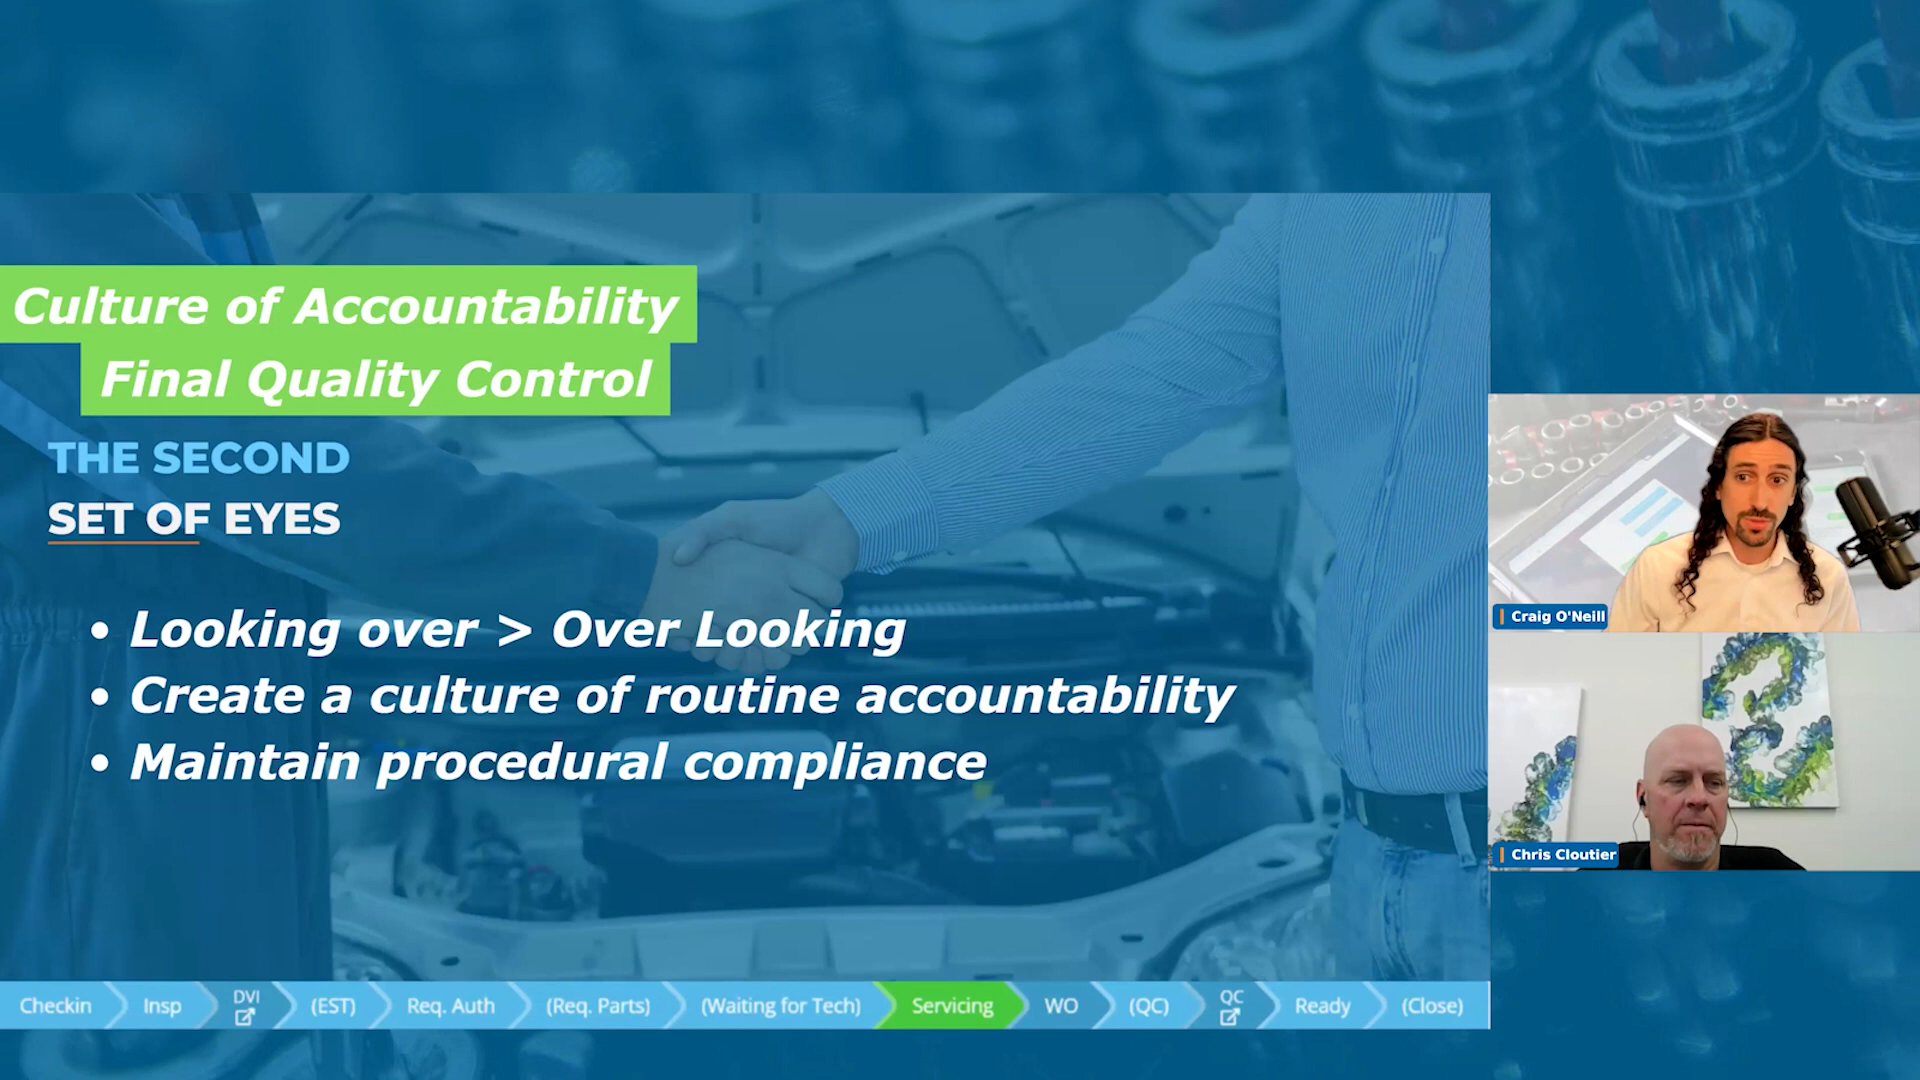 Culture of Accountability
Final Quality Control
THE SECOND
SET OF EYES
• Looking over > Over Looking
• Create a culture of routine accountability
• Maintain procedural compliance
Craig O'Neill
Chris Cloutier
Checkin Insp DVI (EST) Req. Auth (Req. Parts) (Waiting for Tech) Servicing WO (QC) QC Ready (Close)